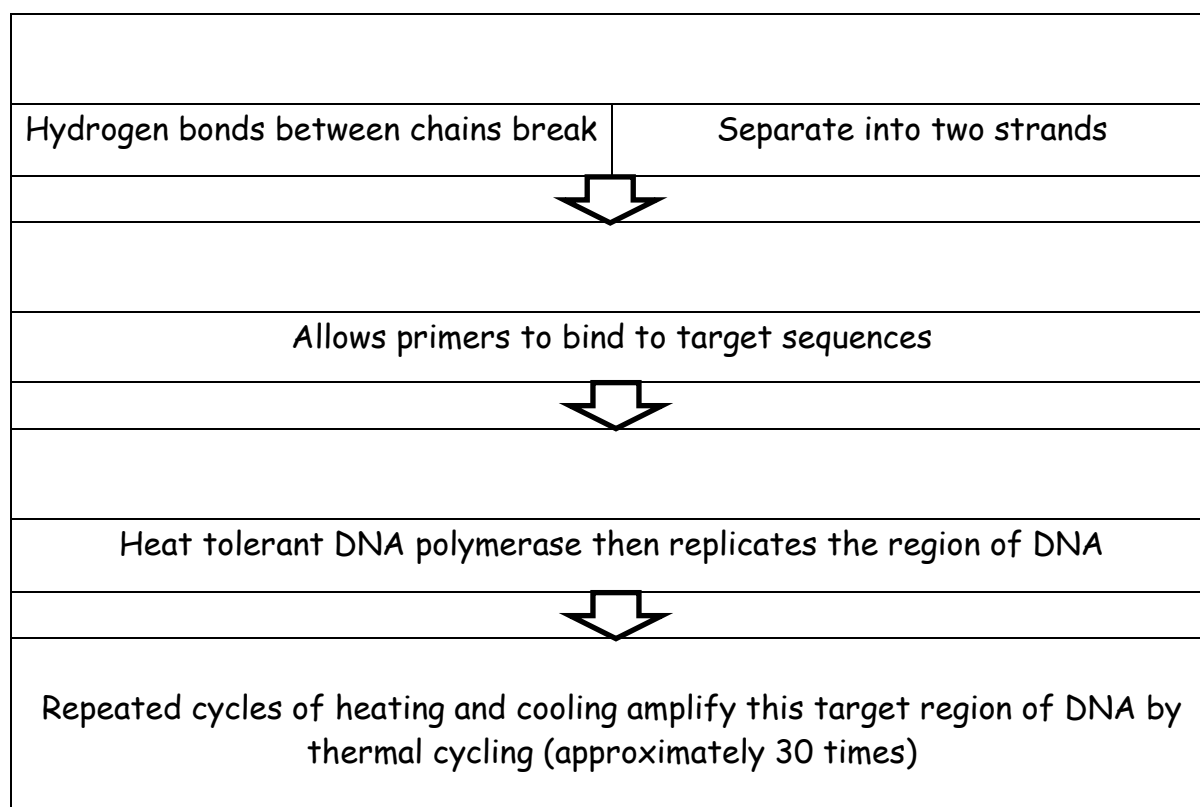 Hydrogen bonds between chains break
Separate into two strands
Allows primers to bind to target sequences
Heat tolerant DNA polymerase then replicates the region of DNA
Repeated cycles of heating and cooling amplify this target region of DNA by
thermal cycling (approximately 30 times)